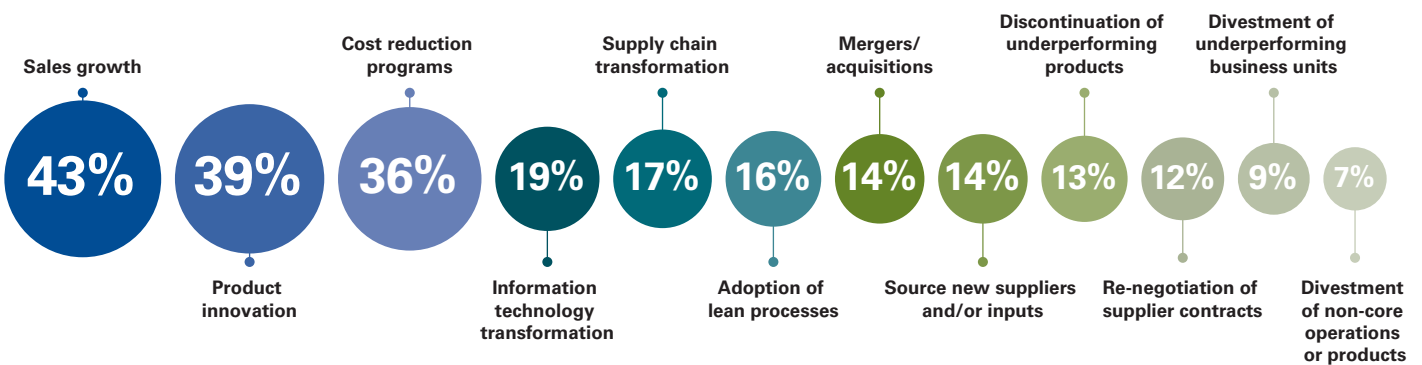 Sales growth
43%
39%
Product
innovation
Cost reduction
programs
36%
19%
Information
technology
transformation
Supply chain
transformation
17%
16%
Adoption of
lean processes
Mergers/
acquisitions
14%
14%
Source new suppliers
and/or inputs
Discontinuation of
underperforming
products
13%
12%
Re-negotiation of
supplier contracts
Divestment of
underperforming
business units
9%
7%
Divestment
of non-core
operations
or products